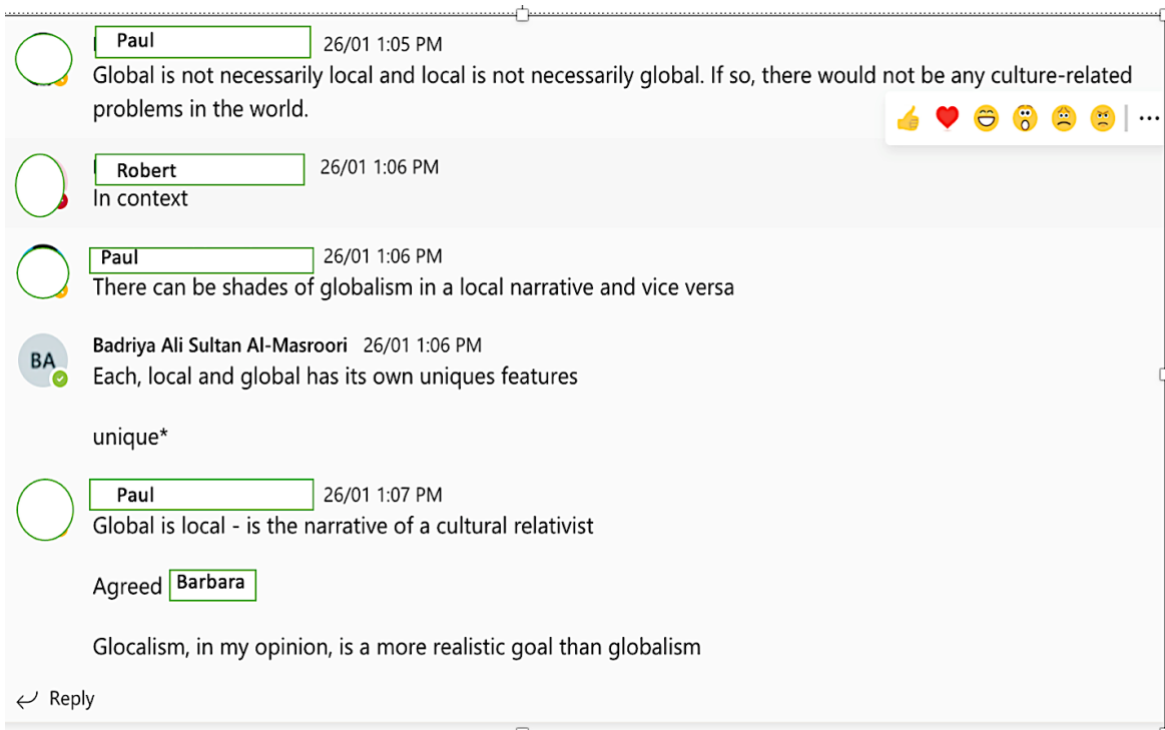 Paul 26/01 1:05 PM
Global is not necessarily local and local is not necessarily global. If so, there would not be any culture-related
problems in the world.
Robert 26/01 1:06 PM
In context
Paul 26/01 1:06 PM
There can be shades of globalism in a local narrative and vice versa
BA
Badriya Ali Sultan Al-Masroori 26/01 1:06 PM
Each, local and global has its own uniques features
unique*
Paul 26/01 1:07 PM
Global is local - is the narrative of a cultural relativist
Agreed Barbara
Glocalism, in my opinion, is a more realistic goal than globalism
Reply